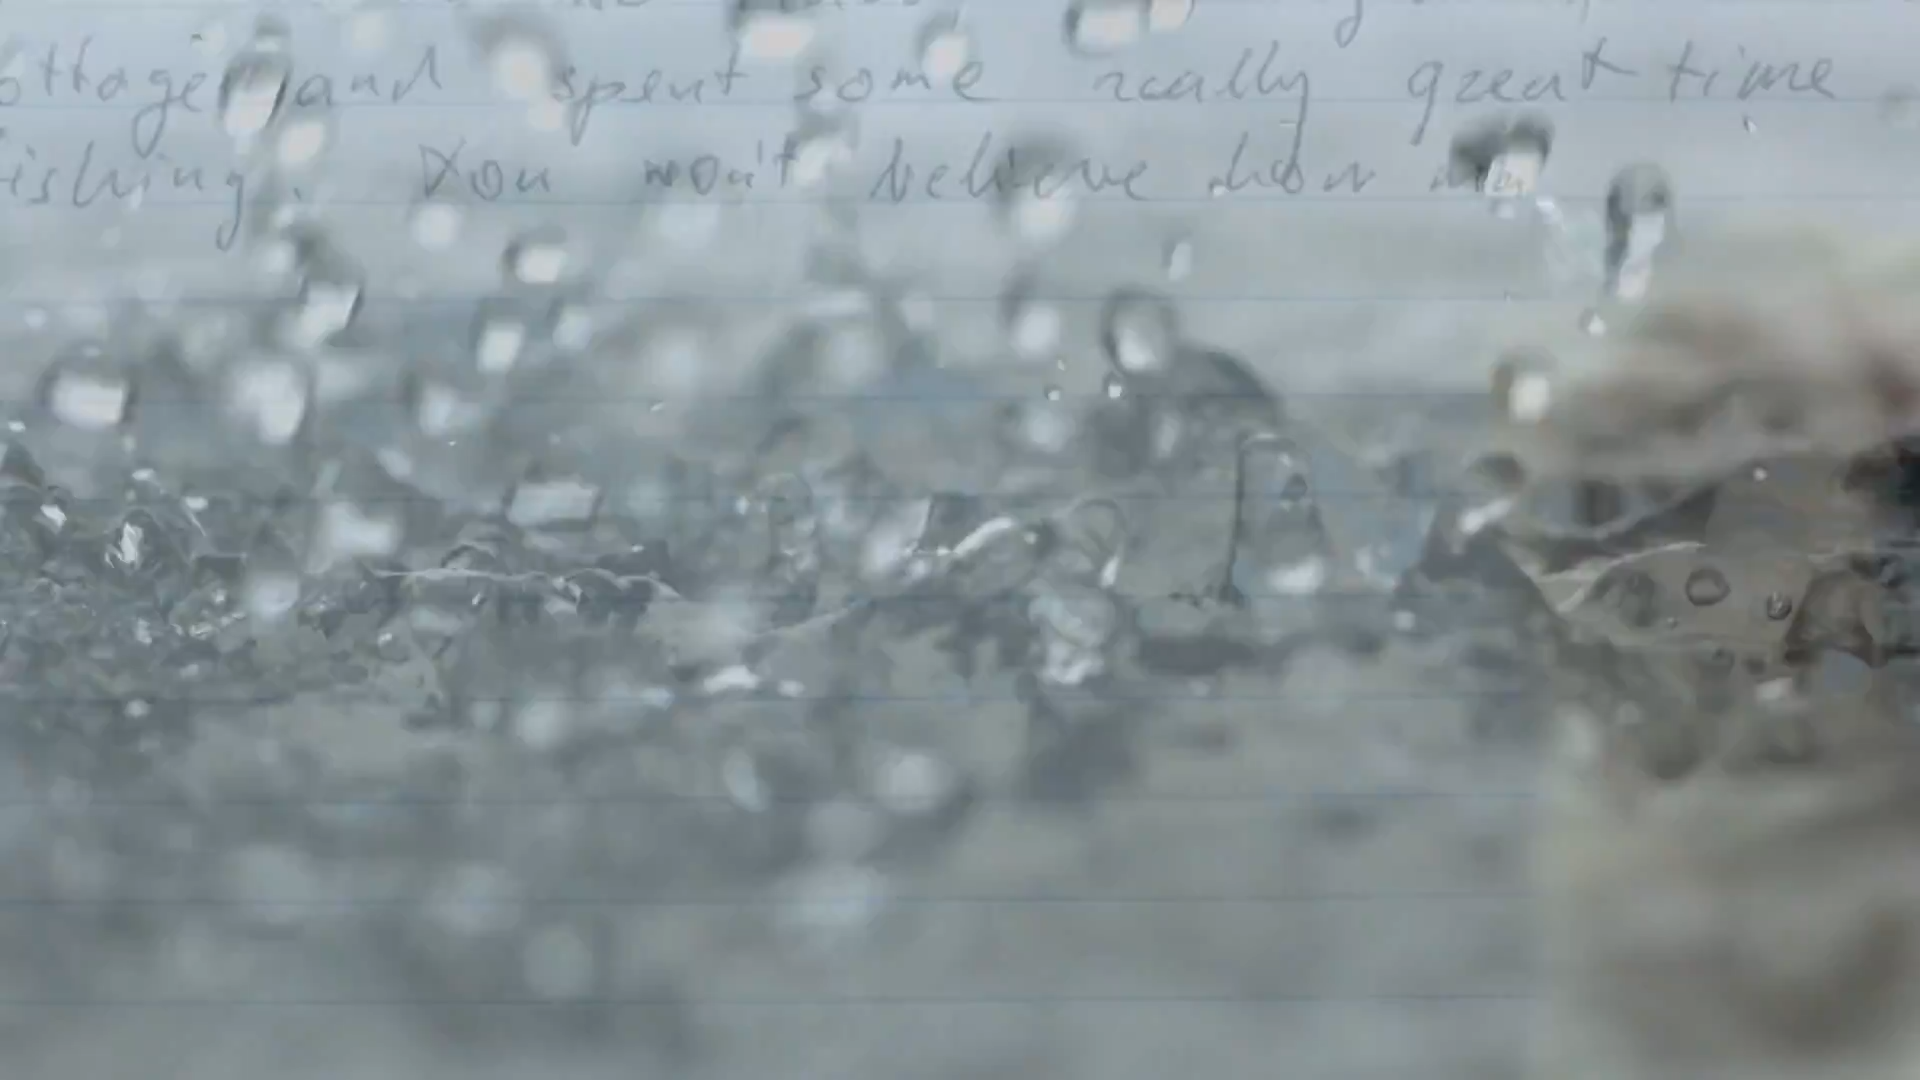 ottage and spent some really great time
ishing. You won't believe how